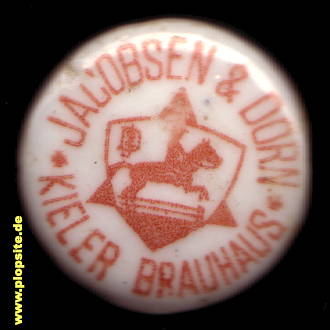 JACOBSEN & DORN
* KIELER BRAUHAUS *
www.plopsite.de